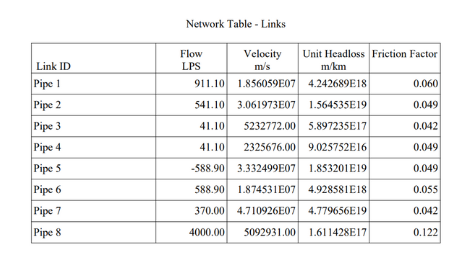 Network Table - Links
Link ID Flow LPS Velocity m/s Unit Headloss m/km Friction Factor
Pipe 1 911.10 1.856059E07 4.242689E18 0.060
Pipe 2 541.10 3.061973E07 1.564535E19 0.049
Pipe 3 41.10 5232772.00 5.897235E17 0.042
Pipe 4 41.10 2325676.00 9.025752E16 0.049
Pipe 5 -588.90 3.332499E07 1.853201E19 0.049
Pipe 6 588.90 1.874531E07 4.928581E18 0.055
Pipe 7 370.00 4.710926E07 4.779656E19 0.042
Pipe 8 4000.00 5092931.00 1.611428E17 0.122